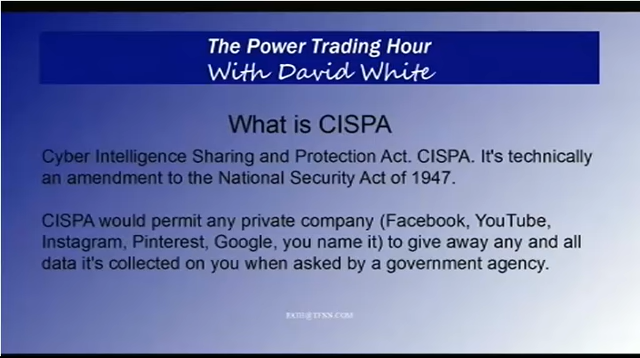 The Power Trading Hour
With David White
What is CISPA
Cyber Intelligence Sharing and Protection Act. CISPA. It's technically
an amendment to the National Security Act of 1947.
CISPA would permit any private company (Facebook, YouTube,
Instagram, Pinterest, Google, you name it) to give away any and all
data it's collected on you when asked by a government agency.